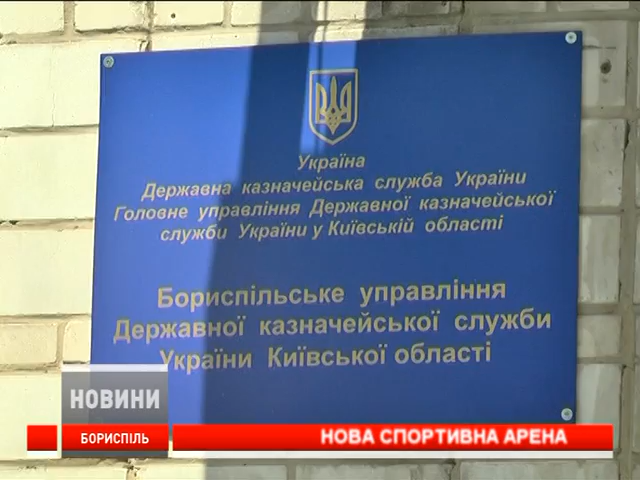 Україна
Державна казначейська служба України
Головне управління Державної казначейської
служби України у Київській області
Бориспільське управління
Державної казначейської служби
України Київської області
НОВИНИ
БОРИСПІЛЬ
НОВА СПОРТИВНА АРЕНА